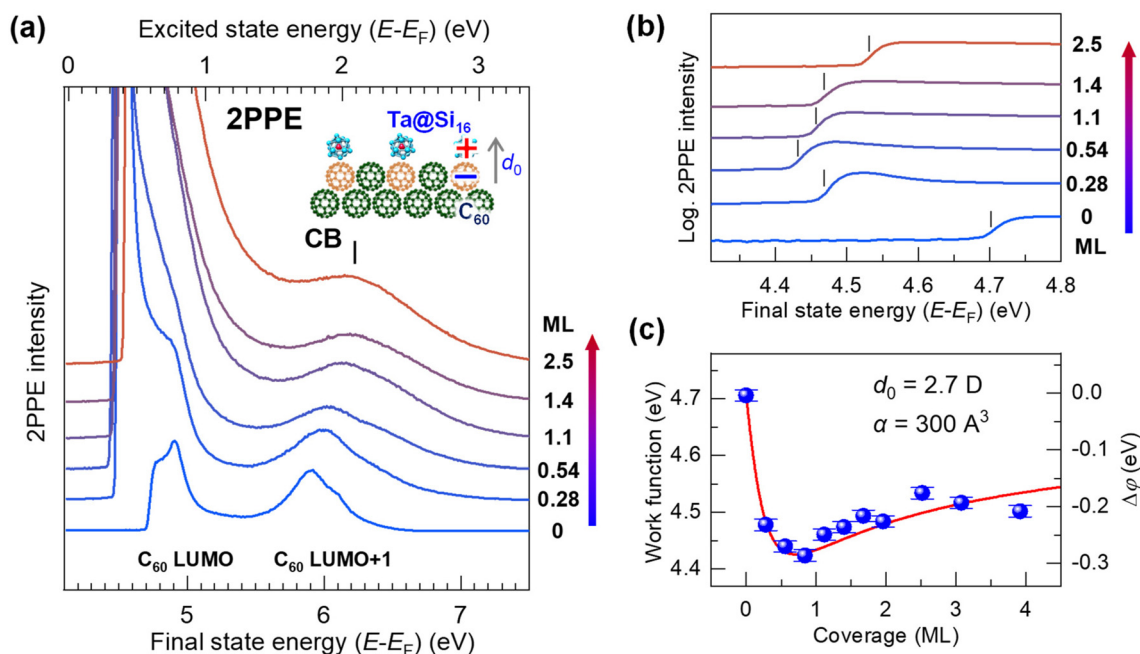 (a)
Excited state energy (E-EF) (eV)
0 1 2 3
2PPE
Ta@Si16
+
−
d0
C60
CB
2PPE intensity
ML
2.5
1.4
1.1
0.54
0.28
0
C60 LUMO C60 LUMO+1
5 6 7
Final state energy (E-EF) (eV)
(b)
Log. 2PPE intensity
2.5
1.4
1.1
0.54
0.28
0
ML
4.4 4.5 4.6 4.7 4.8
Final state energy (E-EF) (eV)
(c)
Work function (eV)
4.7
4.6
4.5
4.4
d0 = 2.7 D
α = 300 A3
0.0
-0.1
-0.2
-0.3
Δφ (eV)
0 1 2 3 4
Coverage (ML)